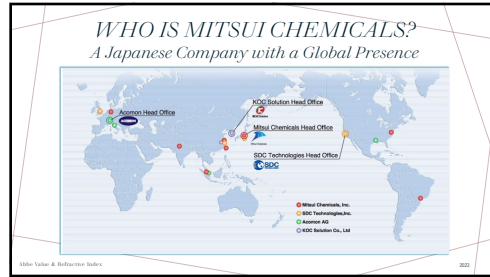 WHO IS MITSUI CHEMICALS?
A Japanese Company with a Global Presence
KOC Solution Head Office
Acomon Head Office
Mitsui Chemicals Head Office
SDC Technologies Head Office
SDC
Mitsui Chemicals, Inc.
SDC Technologies,Inc.
Acomon AG
KOC Solution Co., Ltd
Abbe Value & Refractive Index
2023